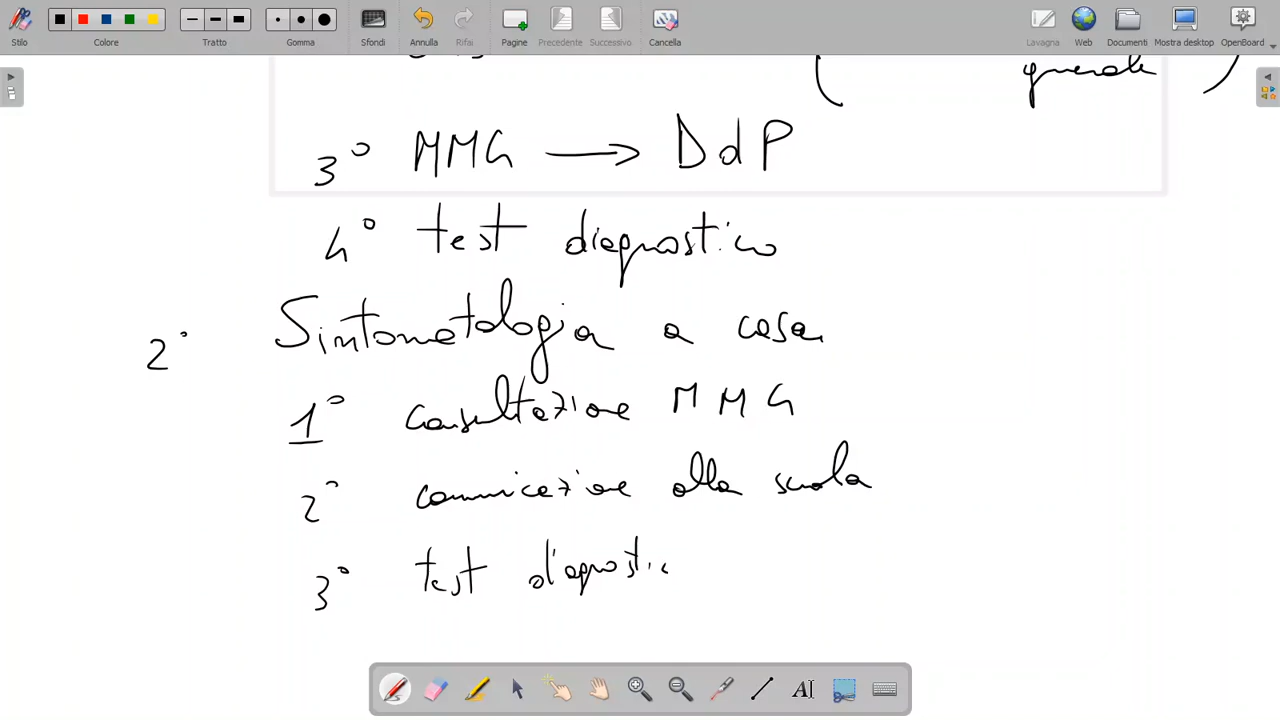 Stilo Colore Tratto Gomma Sfondi Annulla Rifai Pagine Precedente Successivo Cancella Lavagna Web Documenti Mostra desktop OpenBoard
generale )
3° MMG → DdP
4° test diagnostico
2° Sintomatologia a casa
1° consultazione MMG
2° comunicazione alla scuola
3° test diagnostic